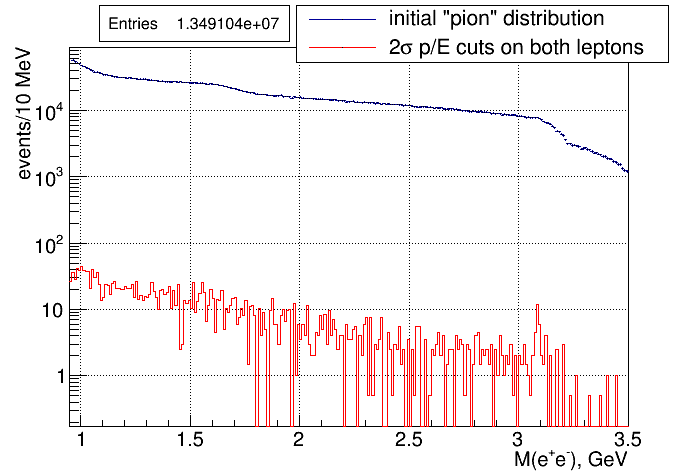 Entries 1.349104e+07
initial "pion" distribution
2σ p/E cuts on both leptons
events/10 MeV
10⁴
10³
10²
10
1
1 1.5 2 2.5 3 3.5
M(e⁺e⁻), GeV